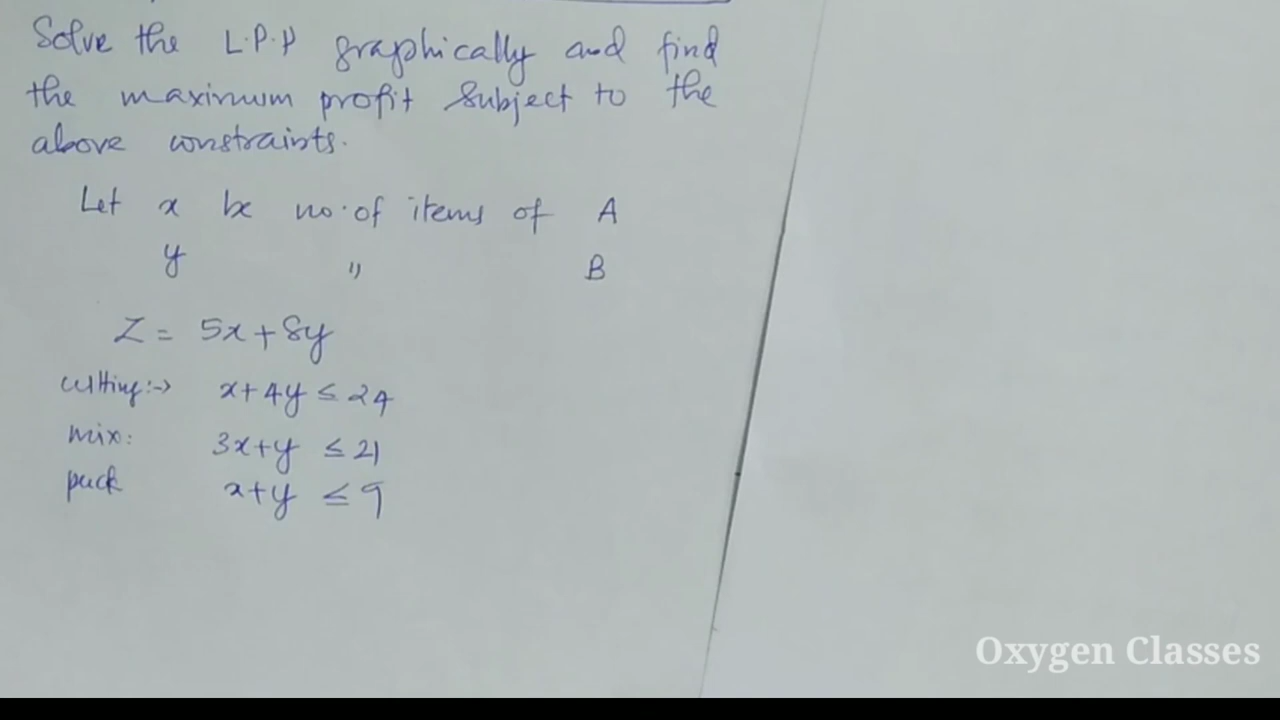 Solve the L.P.P graphically and find
the maximum profit subject to the
above constraints.
Let x be no. of items of A
y " B
Z = 5x + 8y
cutting:→ x + 4y ≤ 24
mix: 3x + y ≤ 21
pack x + y ≤ 9
Oxygen Classes